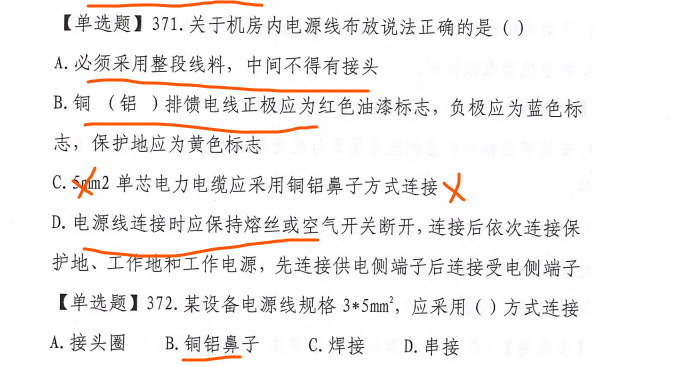 【单选题】371.关于机房内电源线布放说法正确的是()
A.必须采用整段线料，中间不得有接头
B.铜 （铝 ）排馈电线正极应为红色油漆标志，负极应为蓝色标
志，保护地应为黄色标志
C.5mm2 单芯电力电缆应采用铜铝鼻子方式连接
D.电源线连接时应保持熔丝或空气开关断开，连接后依次连接保
护地、工作地和工作电源，先连接供电侧端子后连接受电侧端子
【单选题】372.某设备电源线规格 3*5mm²，应采用()方式连接
A.接头圈 B.铜铝鼻子 C.焊接 D.串接